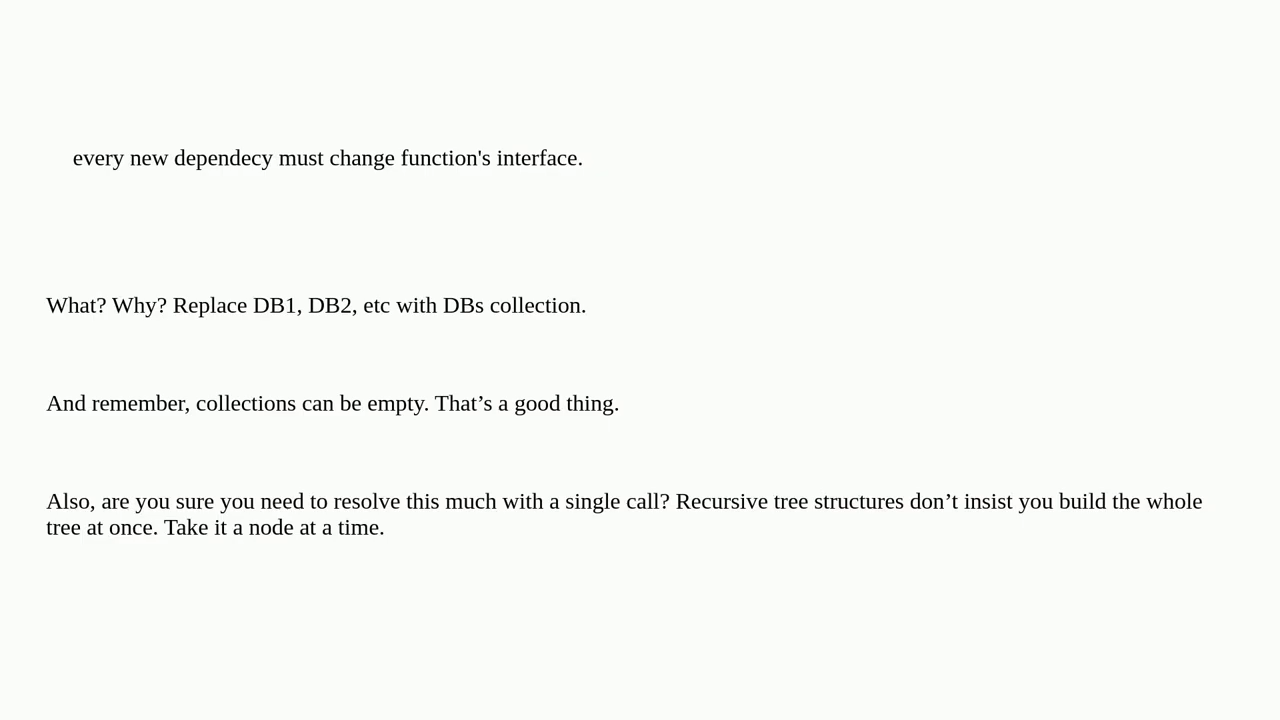 every new dependecy must change function's interface.
What? Why? Replace DB1, DB2, etc with DBs collection.
And remember, collections can be empty. That’s a good thing.
Also, are you sure you need to resolve this much with a single call? Recursive tree structures don’t insist you build the whole
tree at once. Take it a node at a time.